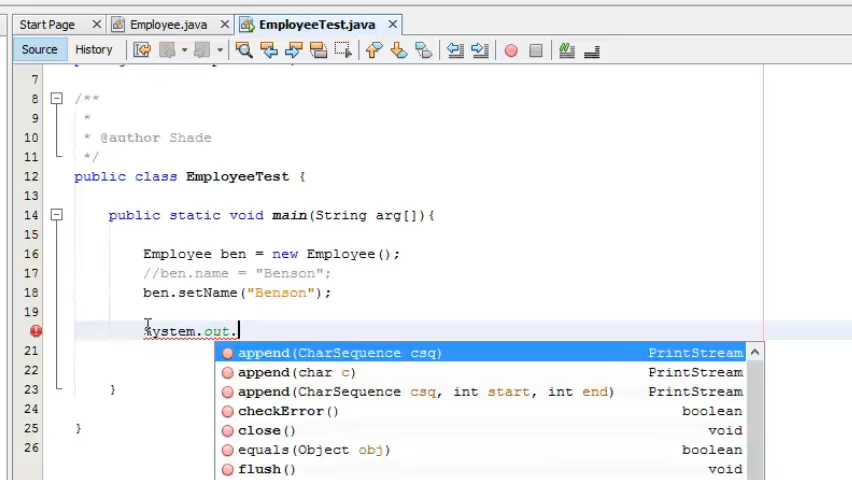 Start Page Employee.java EmployeeTest.java
Source History
7
8 /**
9 *
10 * @author Shade
11 */
12 public class EmployeeTest {
13
14 public static void main(String arg[]){
15
16 Employee ben = new Employee();
17 //ben.name = "Benson";
18 ben.setName("Benson");
19
System.out.
21 append(CharSequence csq) PrintStream
22 append(char c) PrintStream
23 } append(CharSequence csq, int start, int end) PrintStream
24 checkError() boolean
25 } close() void
26 equals(Object obj) boolean
flush() void